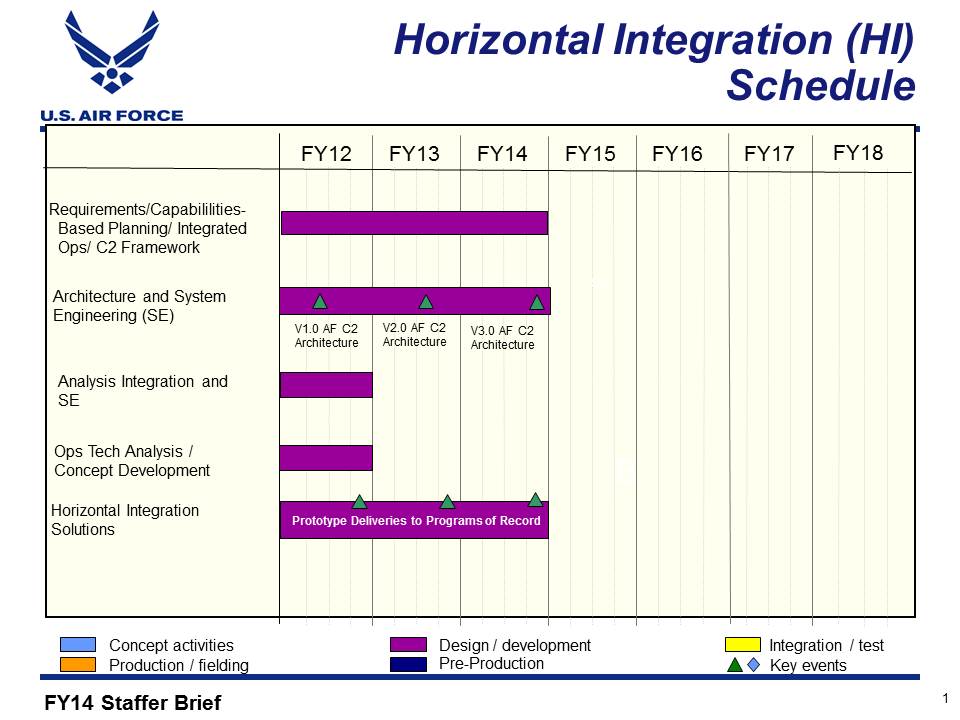 Horizontal Integration (HI)
Schedule
U.S. AIR FORCE
FY12 FY13 FY14 FY15 FY16 FY17 FY18
Requirements/Capabililities-
Based Planning/ Integrated
Ops/ C2 Framework
Architecture and System
Engineering (SE)
V1.0 AF C2
Architecture
V2.0 AF C2
Architecture
V3.0 AF C2
Architecture
Analysis Integration and
SE
Ops Tech Analysis /
Concept Development
Horizontal Integration
Solutions
Prototype Deliveries to Programs of Record
Concept activities
Production / fielding
Design / development
Pre-Production
Integration / test
Key events
FY14 Staffer Brief
1